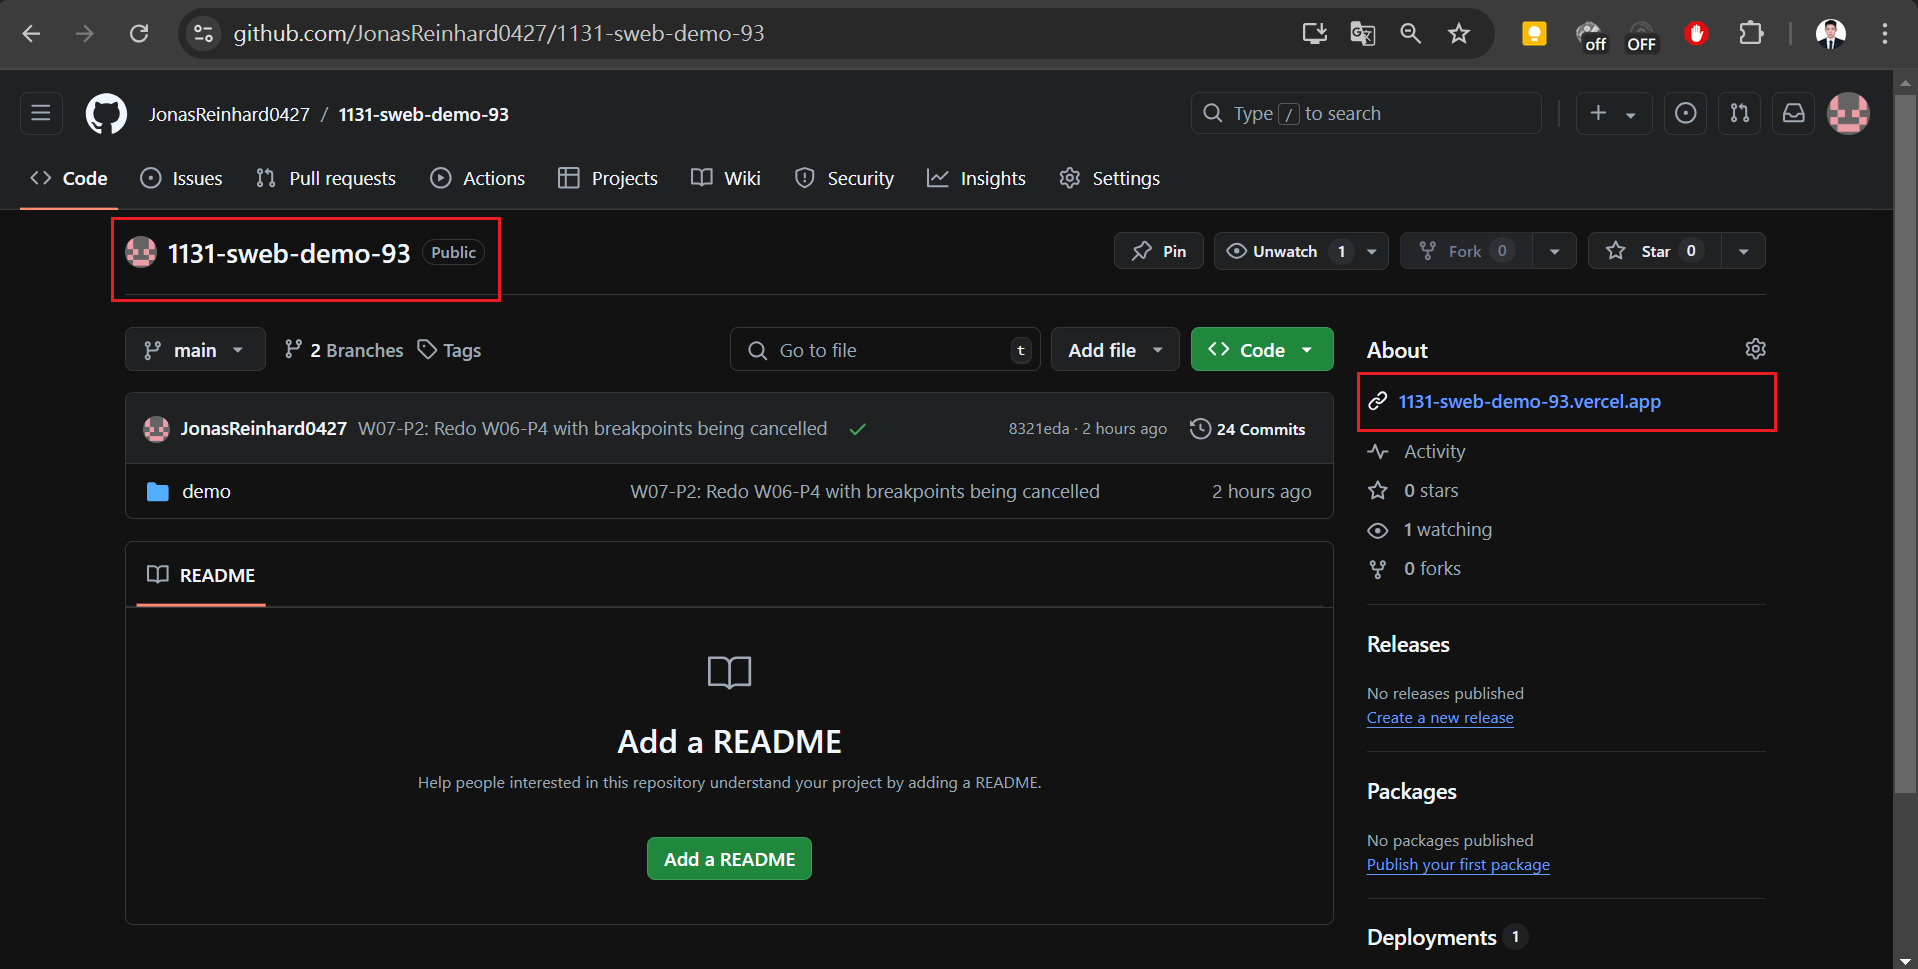 github.com/JonasReinhard0427/1131-sweb-demo-93
off
OFF
JonasReinhard0427 / 1131-sweb-demo-93
Type / to search
Code
Issues
Pull requests
Actions
Projects
Wiki
Security
Insights
Settings
1131-sweb-demo-93 Public
Pin
Unwatch 1
Fork 0
Star 0
main
2 Branches
Tags
Go to file t
Add file
Code
JonasReinhard0427 W07-P2: Redo W06-P4 with breakpoints being cancelled
8321eda · 2 hours ago
24 Commits
demo
W07-P2: Redo W06-P4 with breakpoints being cancelled
2 hours ago
README
Add a README
Help people interested in this repository understand your project by adding a README.
Add a README
About
1131-sweb-demo-93.vercel.app
Activity
0 stars
1 watching
0 forks
Releases
No releases published
Create a new release
Packages
No packages published
Publish your first package
Deployments 1